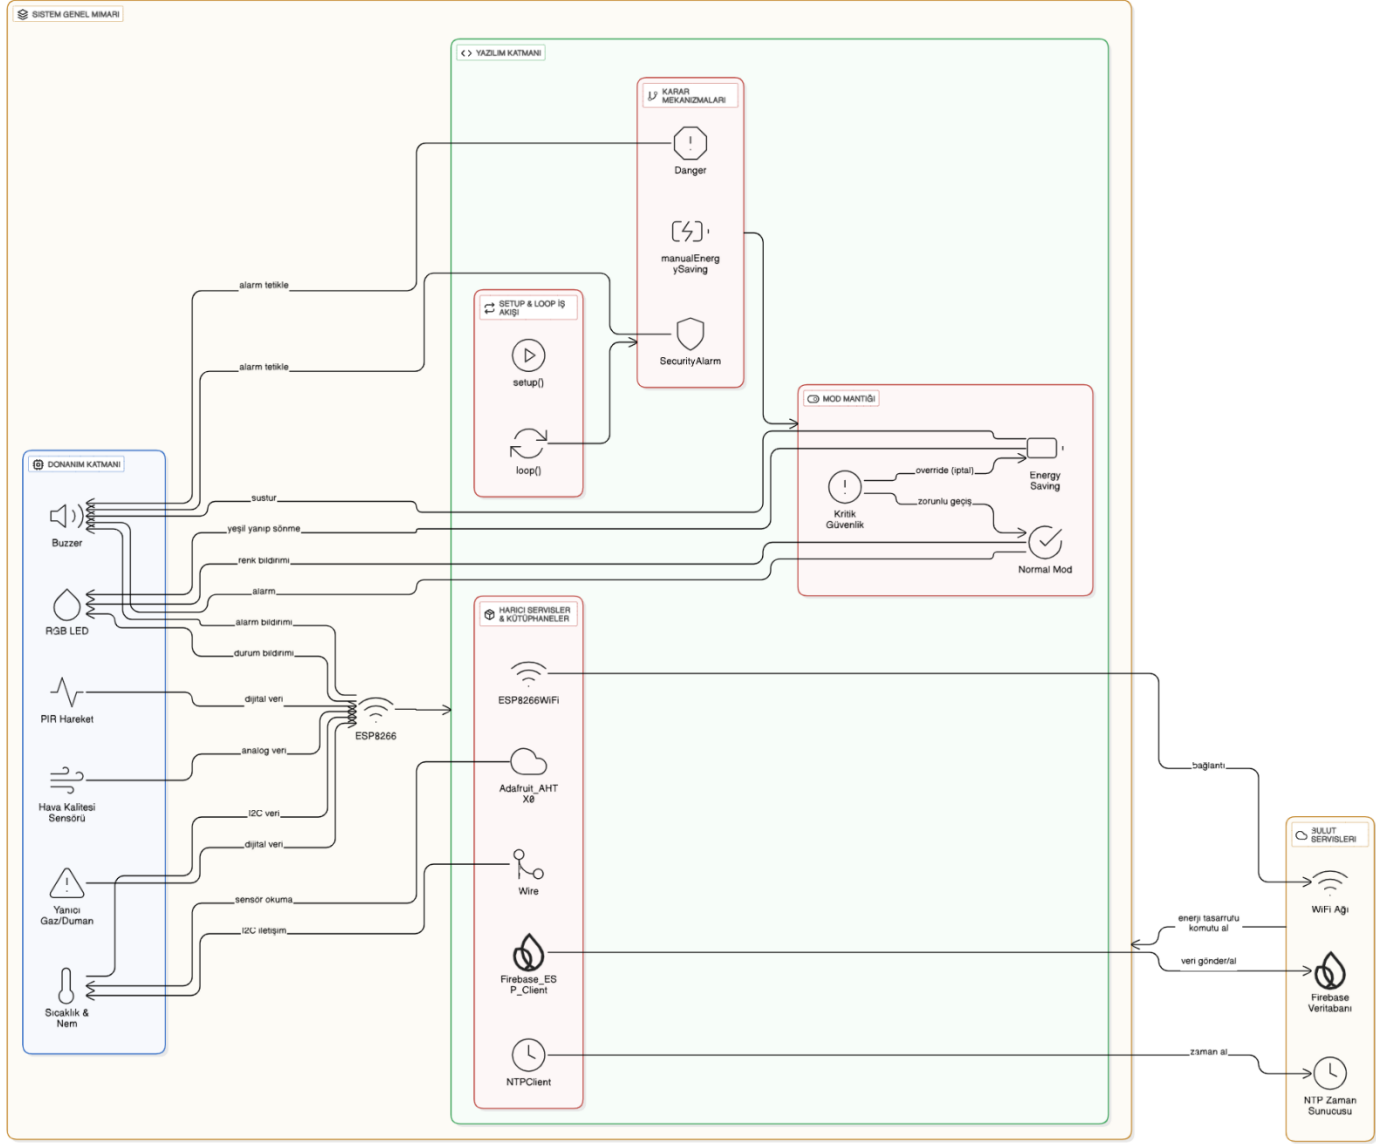 SISTEM GENEL MIMARI
YAZILIM KATMANI
KARAR
MEKANIZMALARI
Danger
manualEnerg
ySaving
SecurityAlarm
alarm tetikle
alarm tetikle
SETUP & LOOP İŞ
AKIŞI
setup()
loop()
MOD MANTIĞI
override (iptal)
zorunlu geçiş
Kritik
Güvenlik
Energy
Saving
Normal Mod
DONANIM KATMANI
Buzzer
RGB LED
PIR Hareket
Hava Kalitesi
Sensörü
Yanıcı
Gaz/Duman
Sıcaklık &
Nem
sustur
yeşil yanıp sönme
renk bildirimi
alarm
alarm bildirimi
durum bildirimi
dijital veri
analog veri
I2C veri
dijital veri
sensör okuma
I2C iletişim
ESP8266
HARICI SERVISLER
& KÜTÜPHANELER
ESP8266WiFi
Adafruit_AHT
X0
Wire
Firebase_ES
P_Client
NTPClient
bağlantı
enerji tasarrufu
komutu al
veri gönder/al
zaman al
BULUT
SERVISLERI
WiFi Ağı
Firebase
Veritabanı
NTP Zaman
Sunucusu